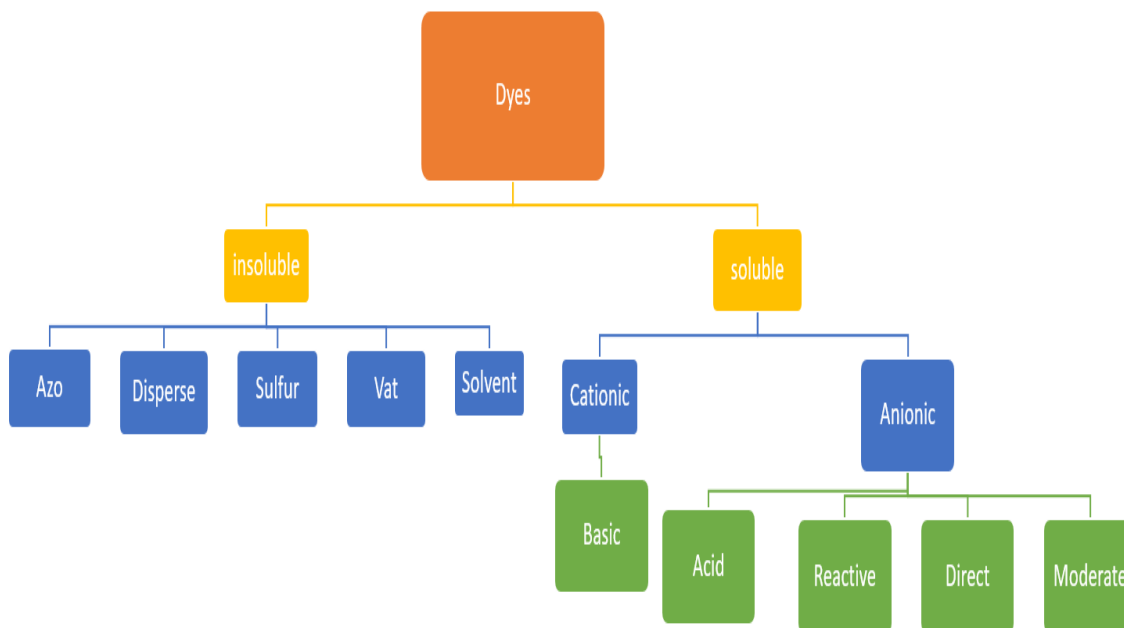 Dyes
insoluble
soluble
Azo
Disperse
Sulfur
Vat
Solvent
Cationic
Anionic
Basic
Acid
Reactive
Direct
Moderate